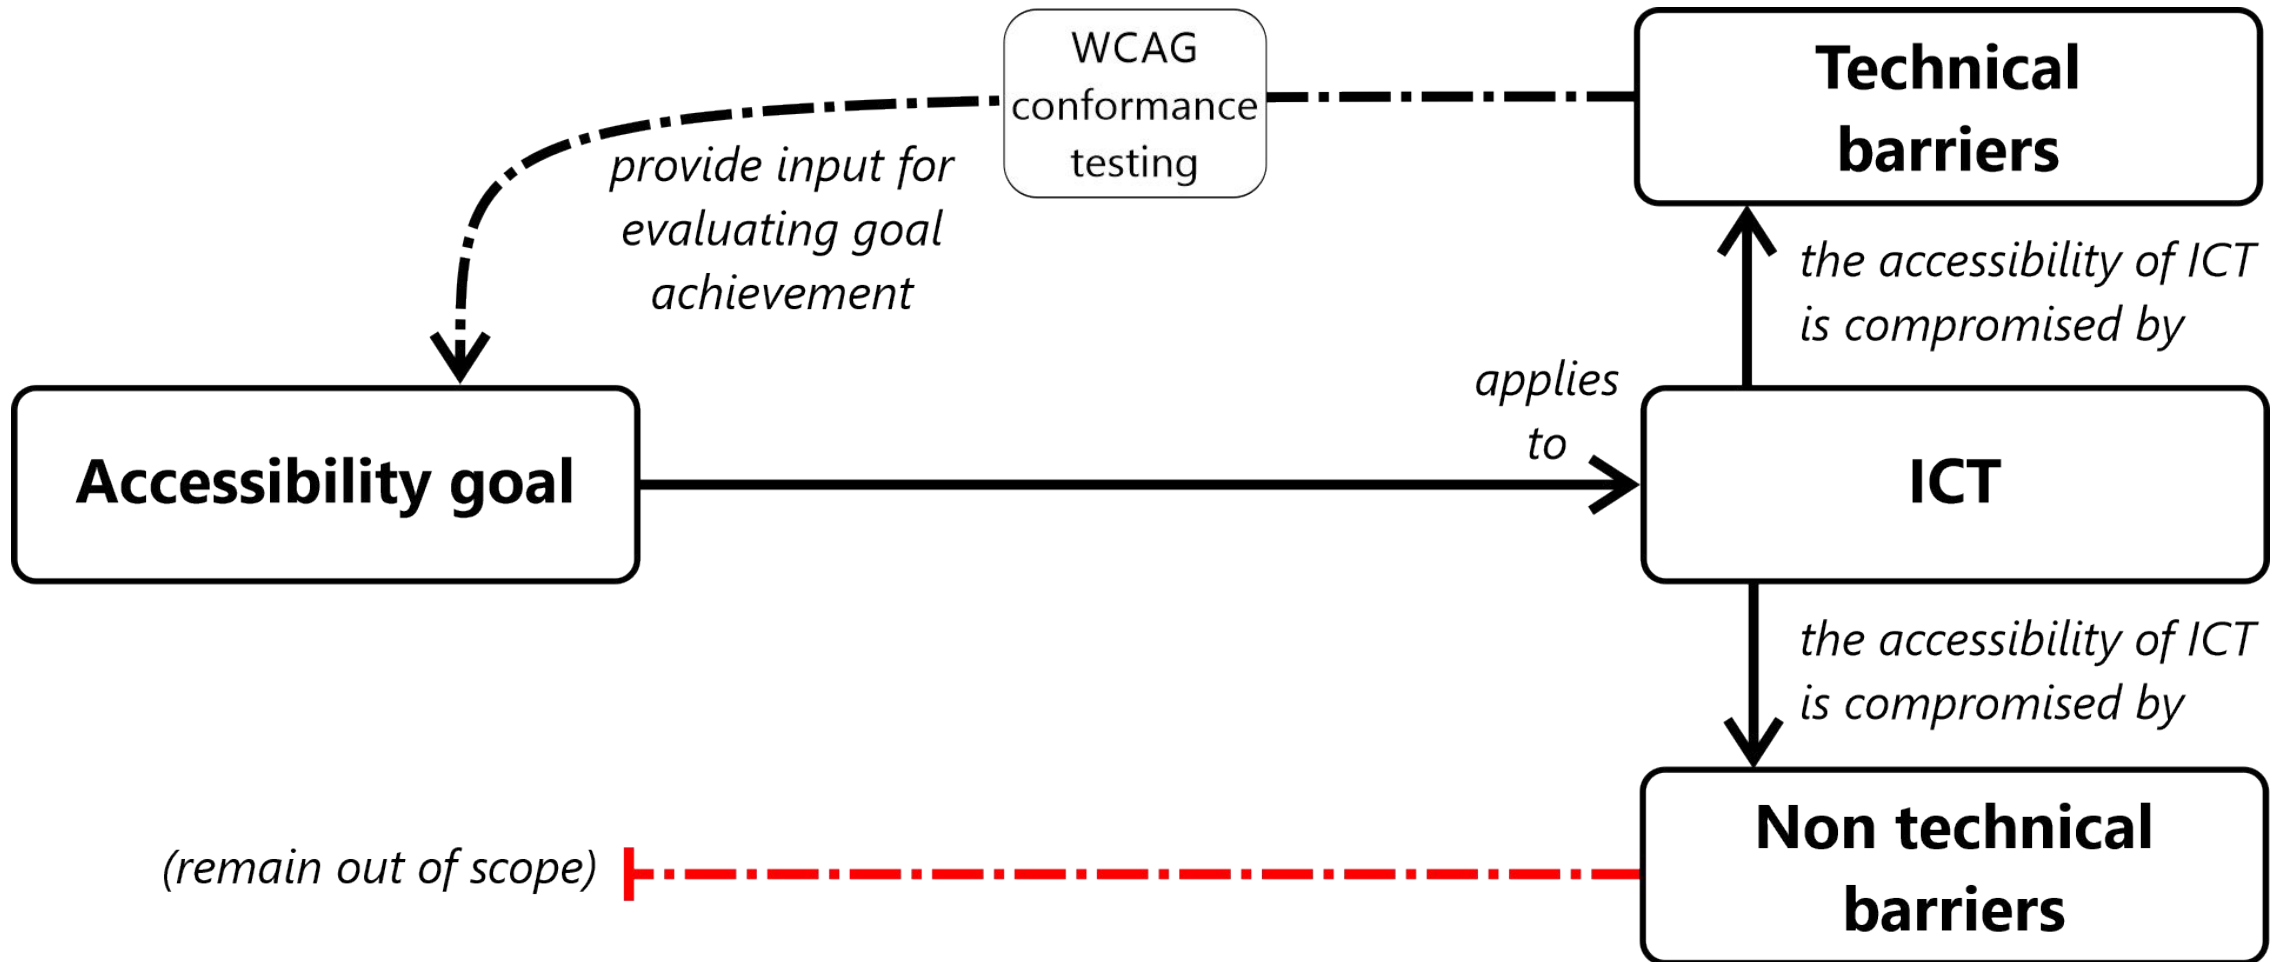 WCAG
conformance
testing
Technical
barriers
provide input for
evaluating goal
achievement
the accessibility of ICT
is compromised by
applies
to
Accessibility goal
ICT
the accessibility of ICT
is compromised by
(remain out of scope)
Non technical
barriers